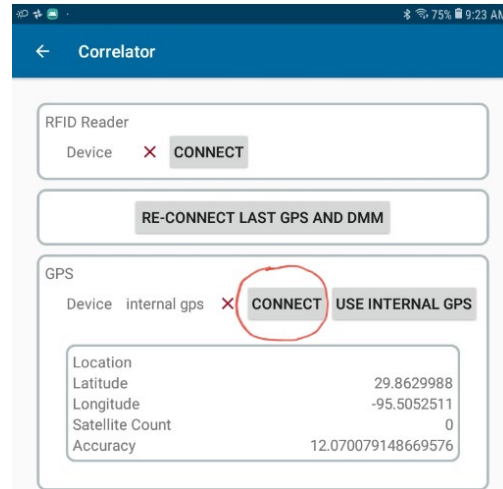 75% 9:23 AM
Correlator
RFID Reader
Device CONNECT
RE-CONNECT LAST GPS AND DMM
GPS
Device internal gps CONNECT USE INTERNAL GPS
Location
Latitude 29.8629988
Longitude -95.5052511
Satellite Count 0
Accuracy 12.070079148669576